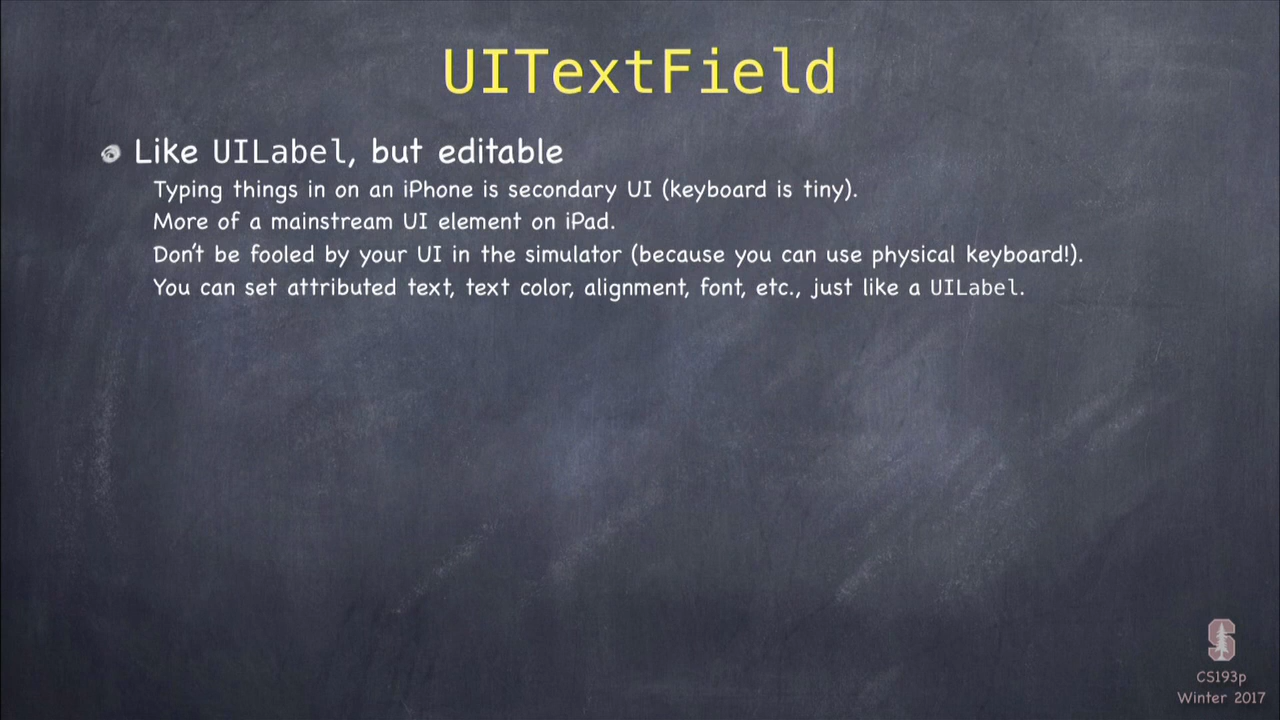 UITextField
Like UILabel, but editable
Typing things in on an iPhone is secondary UI (keyboard is tiny).
More of a mainstream UI element on iPad.
Don't be fooled by your UI in the simulator (because you can use physical keyboard!).
You can set attributed text, text color, alignment, font, etc., just like a UILabel.
S
CS193p
Winter 2017